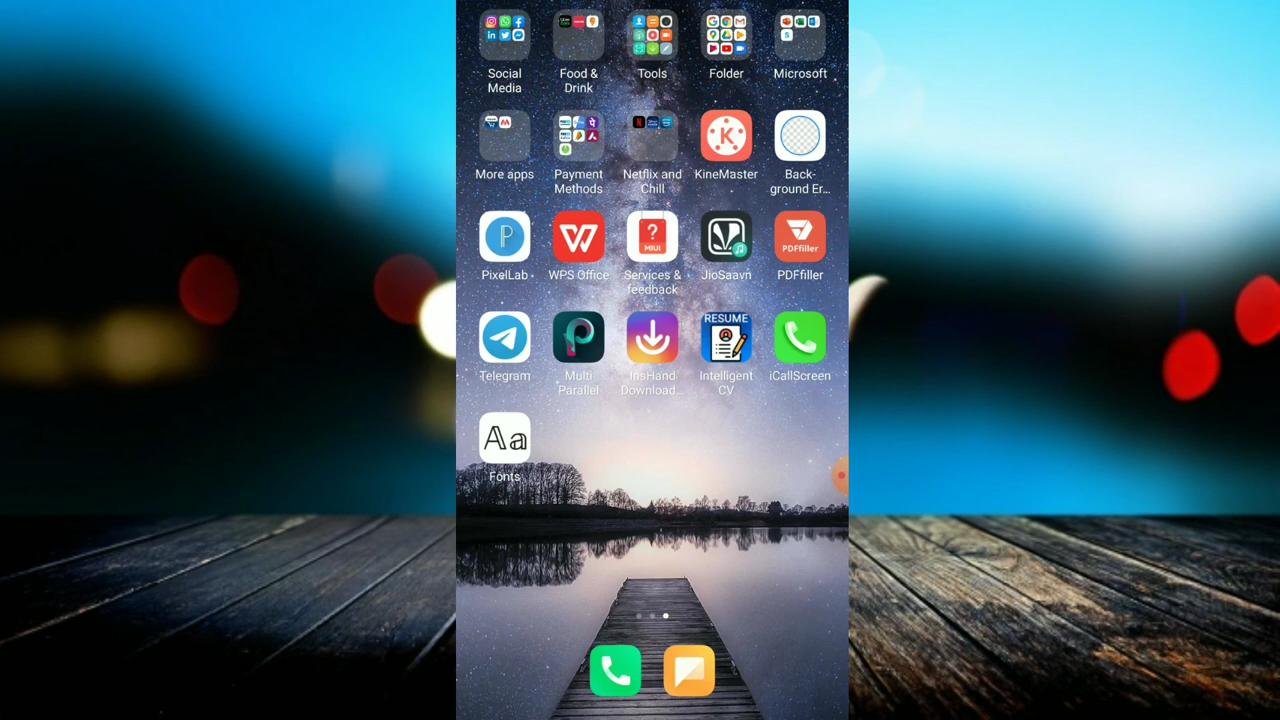 Social
Media
Food &
Drink
Tools
Folder
Microsoft
More apps
Payment
Methods
Netflix and
Chill
KineMaster
Back-
ground Er...
K
PixelLab
WPS Office
?
MIUI
Services &
feedback
JioSaavn
PDFfiller
PDFfiller
Telegram
Multi
Parallel
InsHand
Download...
RESUME
Intelligent
CV
iCallScreen
Aa
Fonts